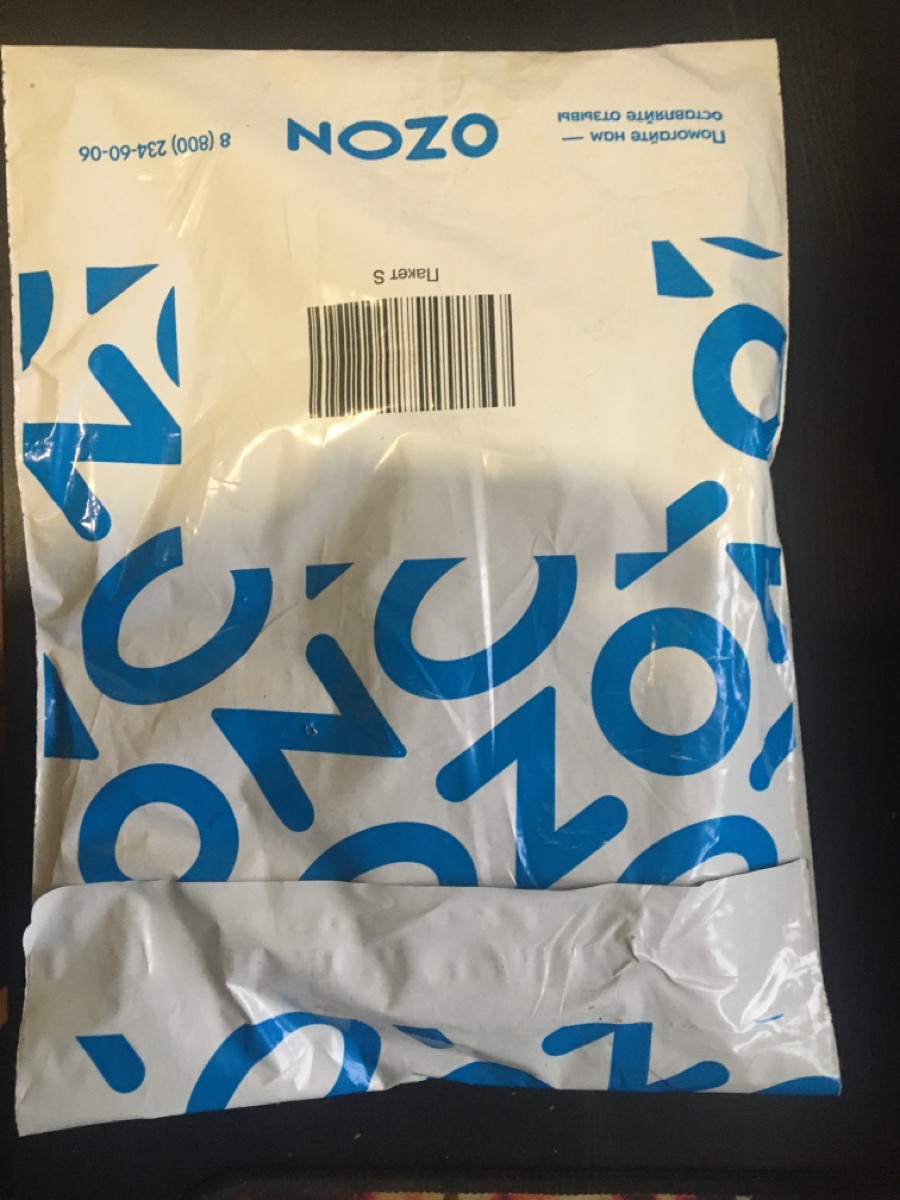 Помогайте нам —
оставляйте отзывы
OZON
8 (800) 234-60-06
Пакет S